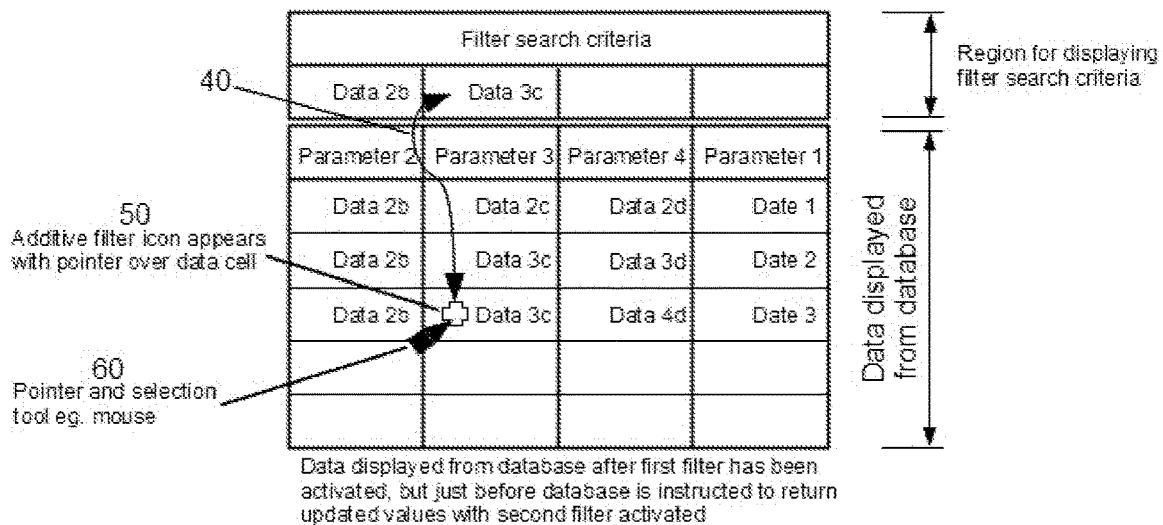 Filter search criteria
Data 2b Data 3c
Region for displaying
filter search criteria
40
Parameter 2 Parameter 3 Parameter 4 Parameter 1
Data 2b Data 2c Data 2d Date 1
Data 2b Data 3c Data 3d Date 2
Data 2b Data 3c Data 4d Date 3
50
Additive filter icon appears
with pointer over data cell
60
Pointer and selection
tool eg. mouse
Data displayed
from database
Data displayed from database after first filter has been
activated, but just before database is instructed to return
updated values with second filter activated